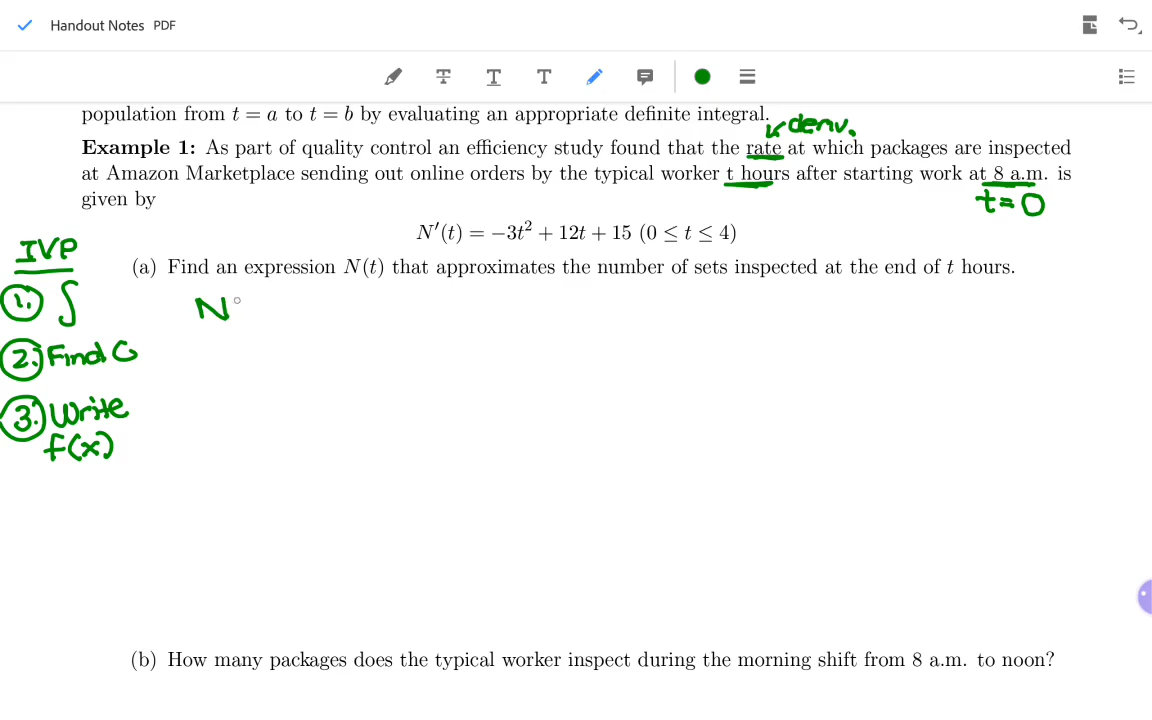 Handout Notes PDF
population from t = a to t = b by evaluating an appropriate definite integral.
deriv.
Example 1: As part of quality control an efficiency study found that the rate at which packages are inspected
at Amazon Marketplace sending out online orders by the typical worker t hours after starting work at 8 a.m. is
given by
t = 0
N′(t) = −3t² + 12t + 15 (0 ≤ t ≤ 4)
IVP
(a) Find an expression N(t) that approximates the number of sets inspected at the end of t hours.
1. ∫
N
2. Find C
3. Write
f(x)
(b) How many packages does the typical worker inspect during the morning shift from 8 a.m. to noon?